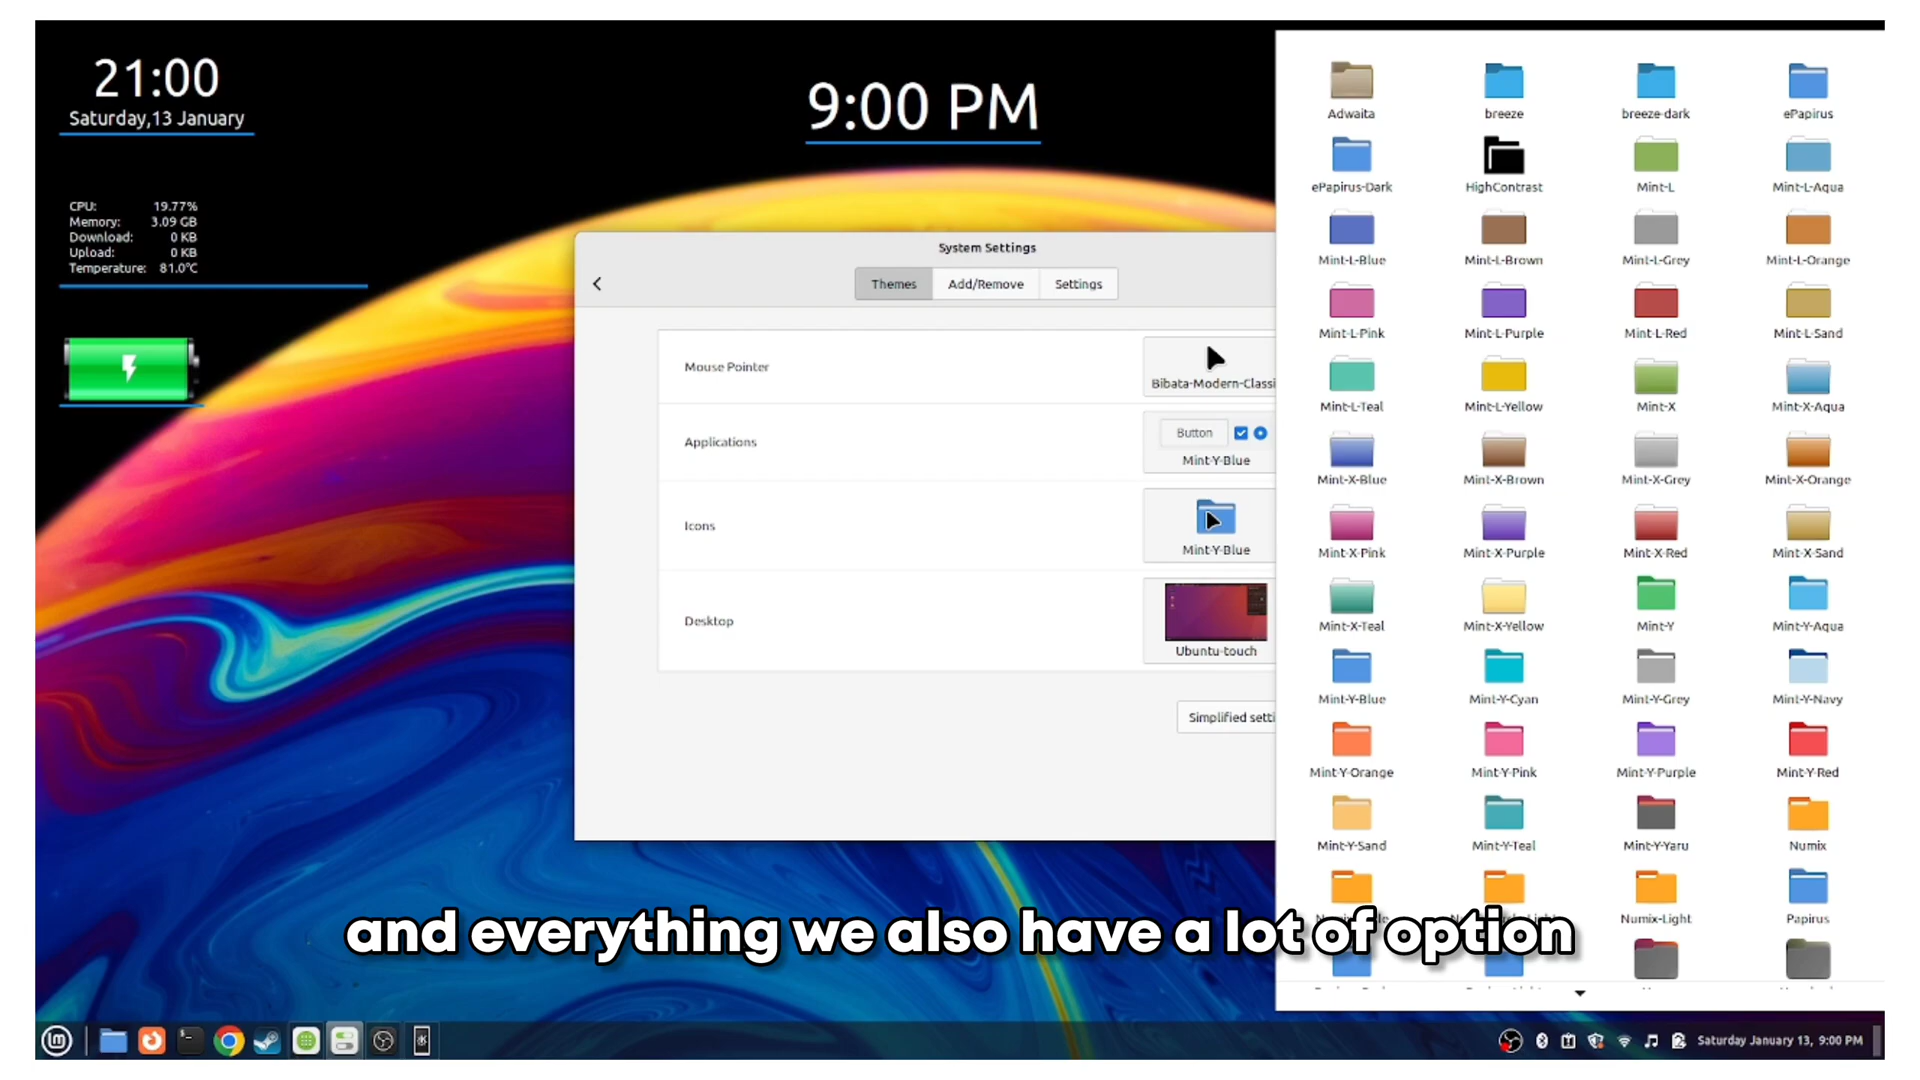 21:00
Saturday,13 January
9:00 PM
CPU: 19.77%
Memory: 3.09 GB
Download: 0 KB
Upload: 0 KB
Temperature: 81.0°C
System Settings
Themes Add/Remove Settings
Mouse Pointer
Bibata-Modern-Classi
Applications
Button
Mint-Y-Blue
Icons
Mint-Y-Blue
Desktop
Ubuntu-touch
Simplified setti
Adwaita breeze breeze-dark ePapirus
ePapirus-Dark HighContrast Mint-L Mint-L-Aqua
Mint-L-Blue Mint-L-Brown Mint-L-Grey Mint-L-Orange
Mint-L-Pink Mint-L-Purple Mint-L-Red Mint-L-Sand
Mint-L-Teal Mint-L-Yellow Mint-X Mint-X-Aqua
Mint-X-Blue Mint-X-Brown Mint-X-Grey Mint-X-Orange
Mint-X-Pink Mint-X-Purple Mint-X-Red Mint-X-Sand
Mint-X-Teal Mint-X-Yellow Mint-Y Mint-Y-Aqua
Mint-Y-Blue Mint-Y-Cyan Mint-Y-Grey Mint-Y-Navy
Mint-Y-Orange Mint-Y-Pink Mint-Y-Purple Mint-Y-Red
Mint-Y-Sand Mint-Y-Teal Mint-Y-Yaru Numix
Numix-Light Papirus
and everything we also have a lot of option
Saturday January 13, 9:00 PM